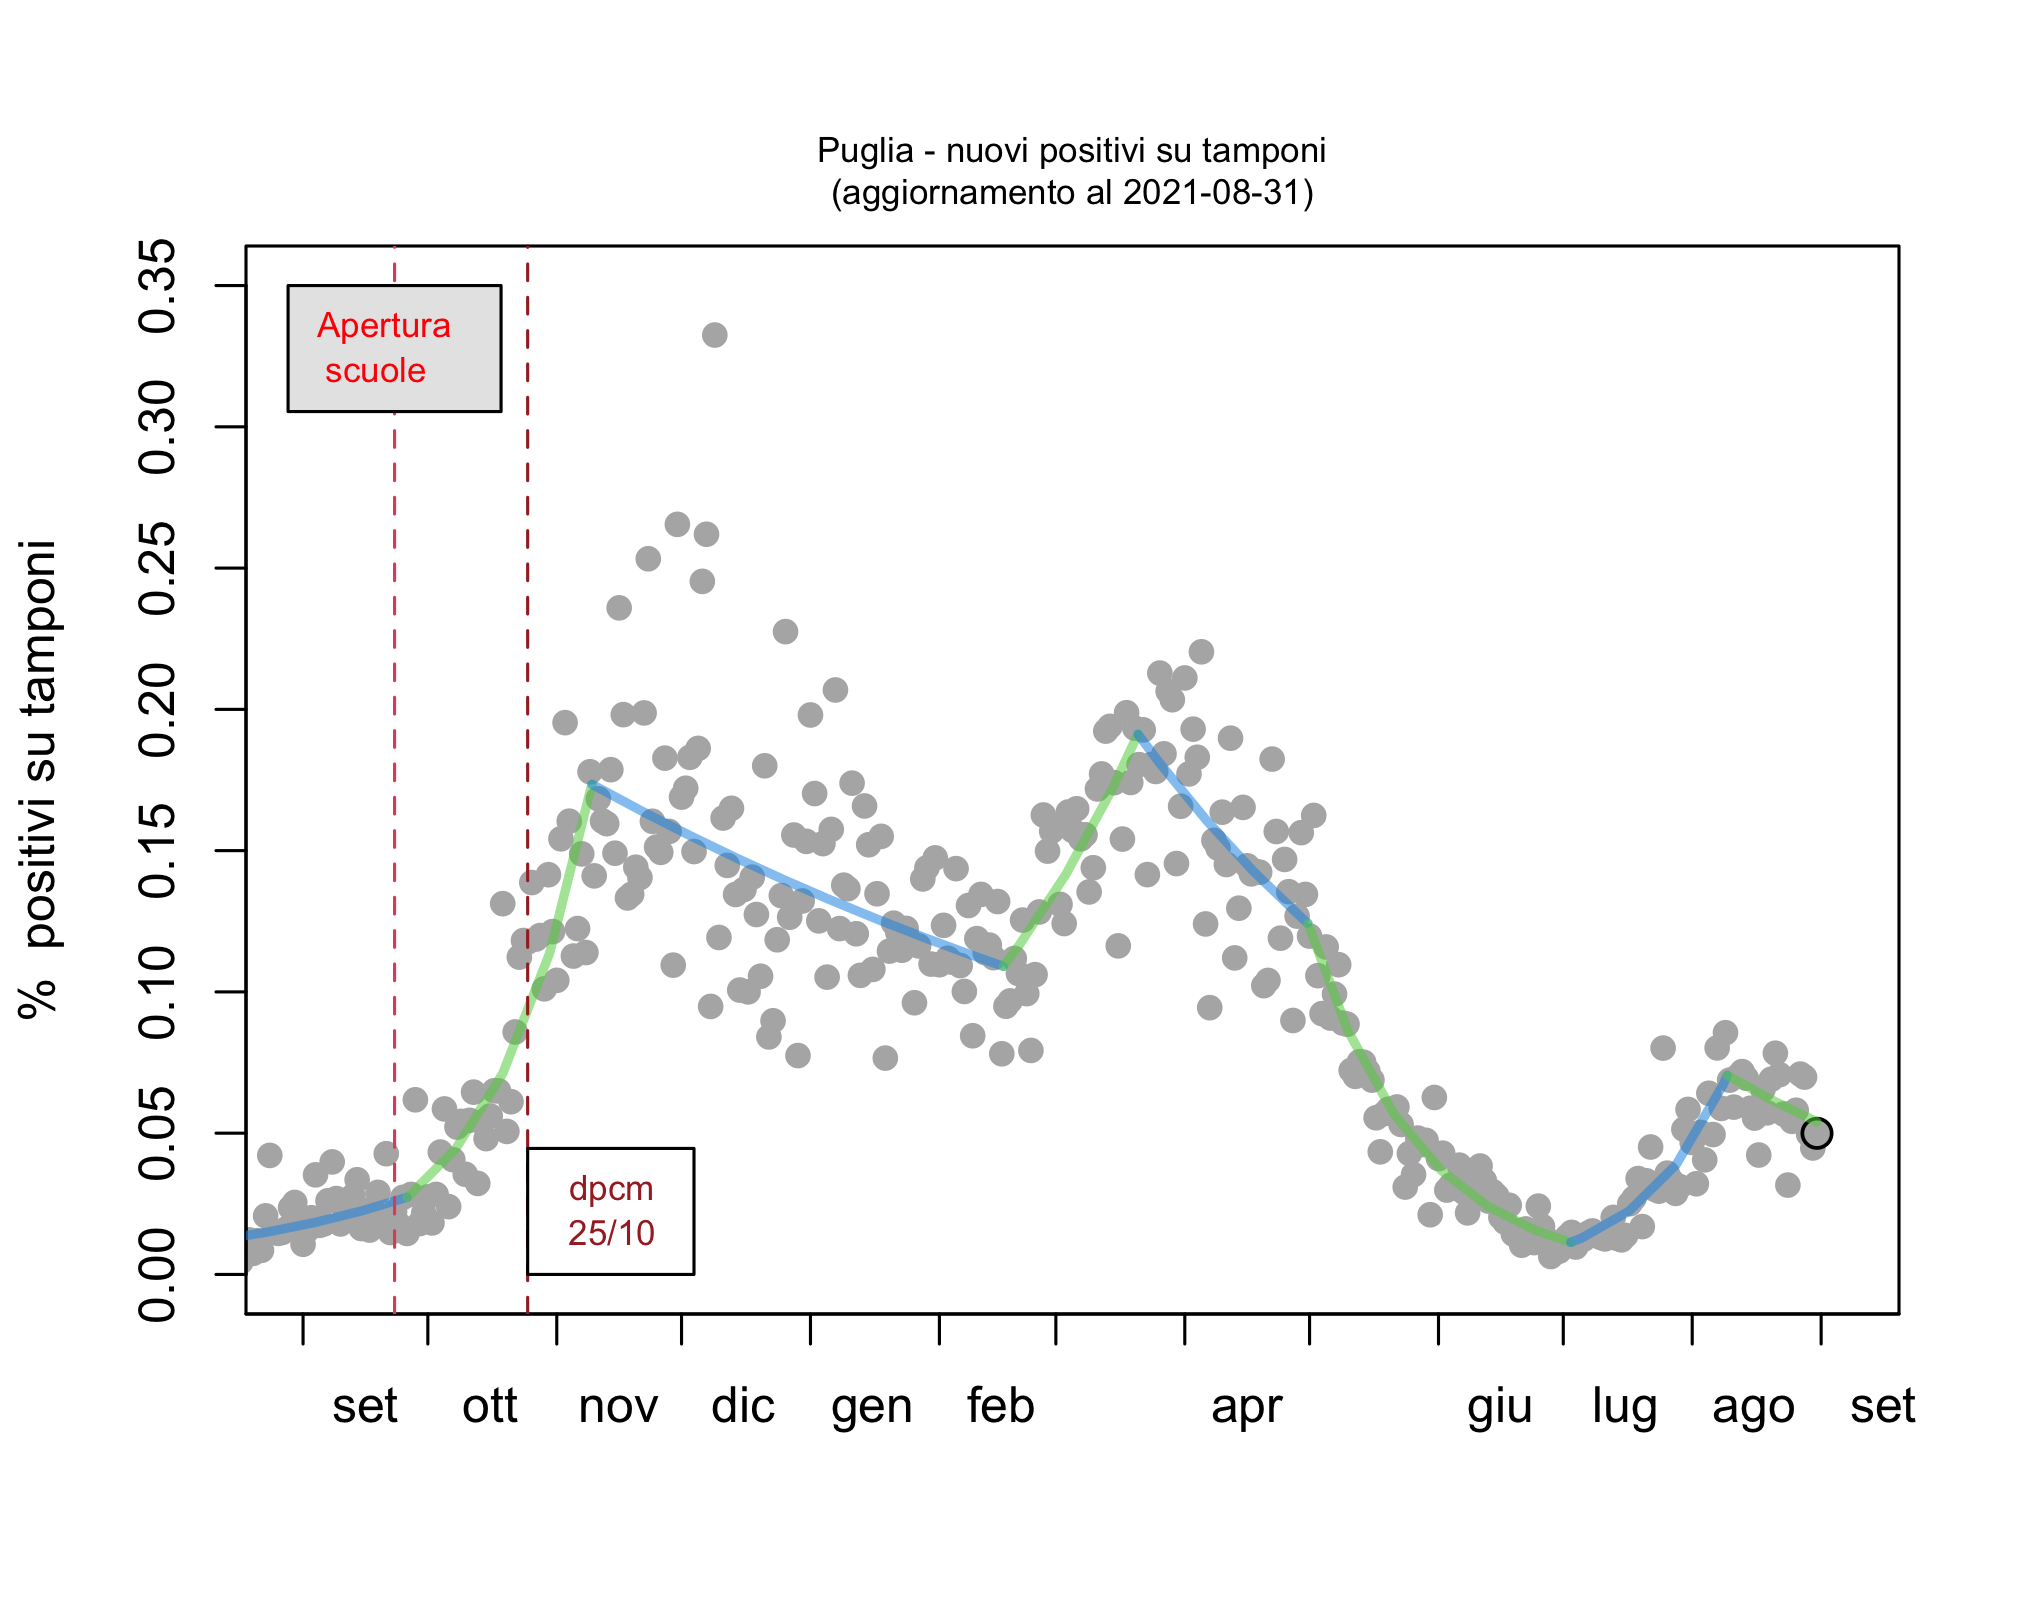 Puglia - nuovi positivi su tamponi
(aggiornamento al 2021-08-31)
% positivi su tamponi
0.35
0.30
0.25
0.20
0.15
0.10
0.05
0.00
Apertura
scuole
dpcm
25/10
set ott nov dic gen feb apr giu lug ago set